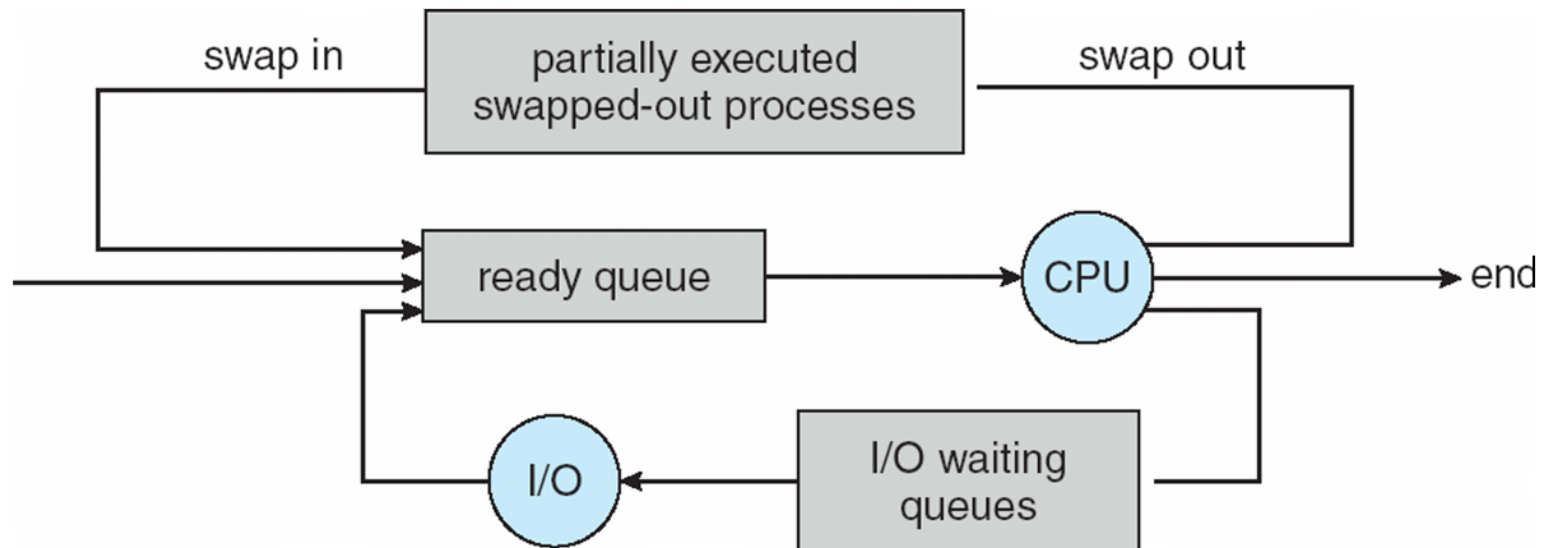 swap in
partially executed
swapped-out processes
swap out
ready queue
CPU
end
I/O
I/O waiting
queues